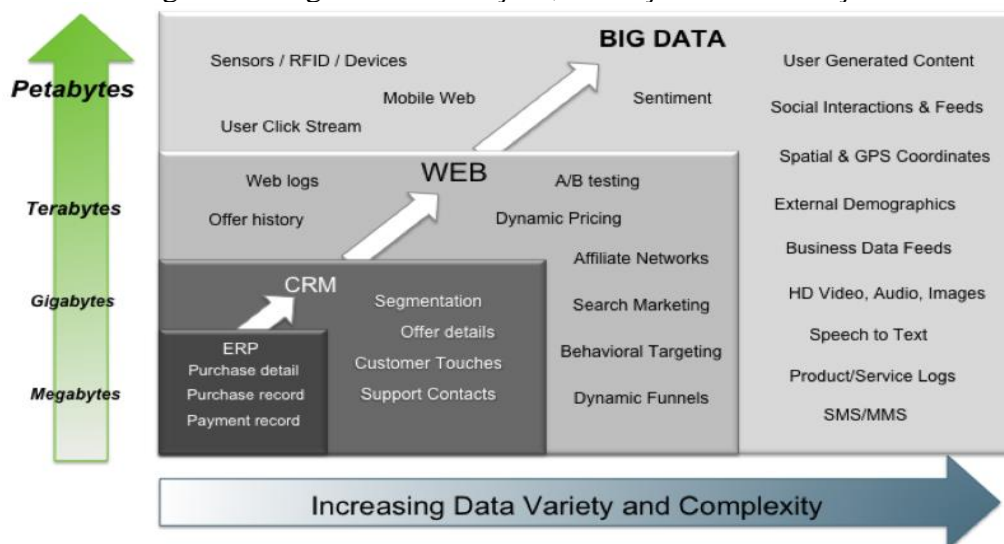 BIG DATA
Sensors / RFID / Devices
User Generated Content
Petabytes
Mobile Web
Sentiment
Social Interactions & Feeds
User Click Stream
Spatial & GPS Coordinates
WEB
Web logs
A/B testing
Terabytes
Offer history
Dynamic Pricing
External Demographics
Affiliate Networks
Business Data Feeds
CRM
Gigabytes
Segmentation
Search Marketing
HD Video, Audio, Images
Offer details
Speech to Text
ERP
Purchase detail
Customer Touches
Behavioral Targeting
Product/Service Logs
Megabytes
Purchase record
Support Contacts
Dynamic Funnels
Payment record
SMS/MMS
Increasing Data Variety and Complexity